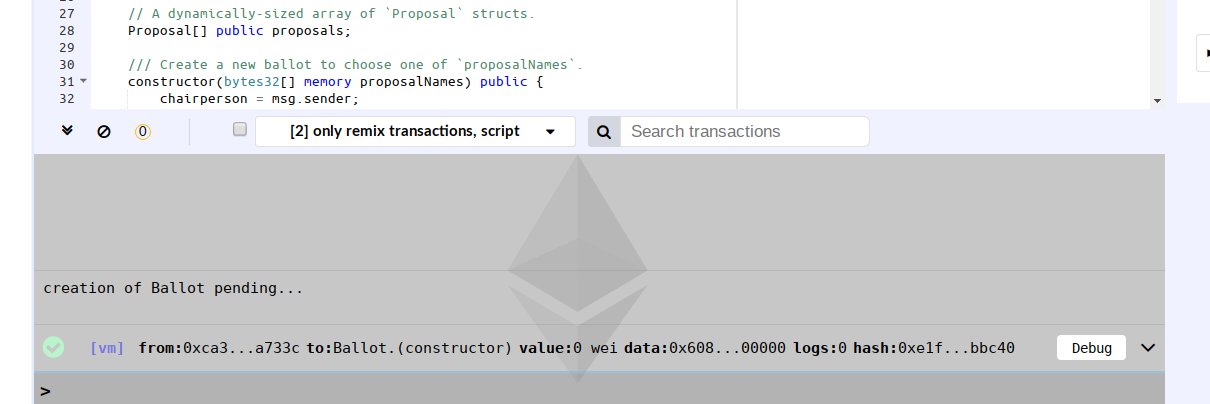 27 // A dynamically-sized array of `Proposal` structs.
28 Proposal[] public proposals;
29
30 /// Create a new ballot to choose one of `proposalNames`.
31 constructor(bytes32[] memory proposalNames) public {
32 chairperson = msg.sender;
0 [2] only remix transactions, script Search transactions
creation of Ballot pending...
[vm] from:0xca3...a733c to:Ballot.(constructor) value:0 wei data:0x608...00000 logs:0 hash:0xe1f...bbc40 Debug
>